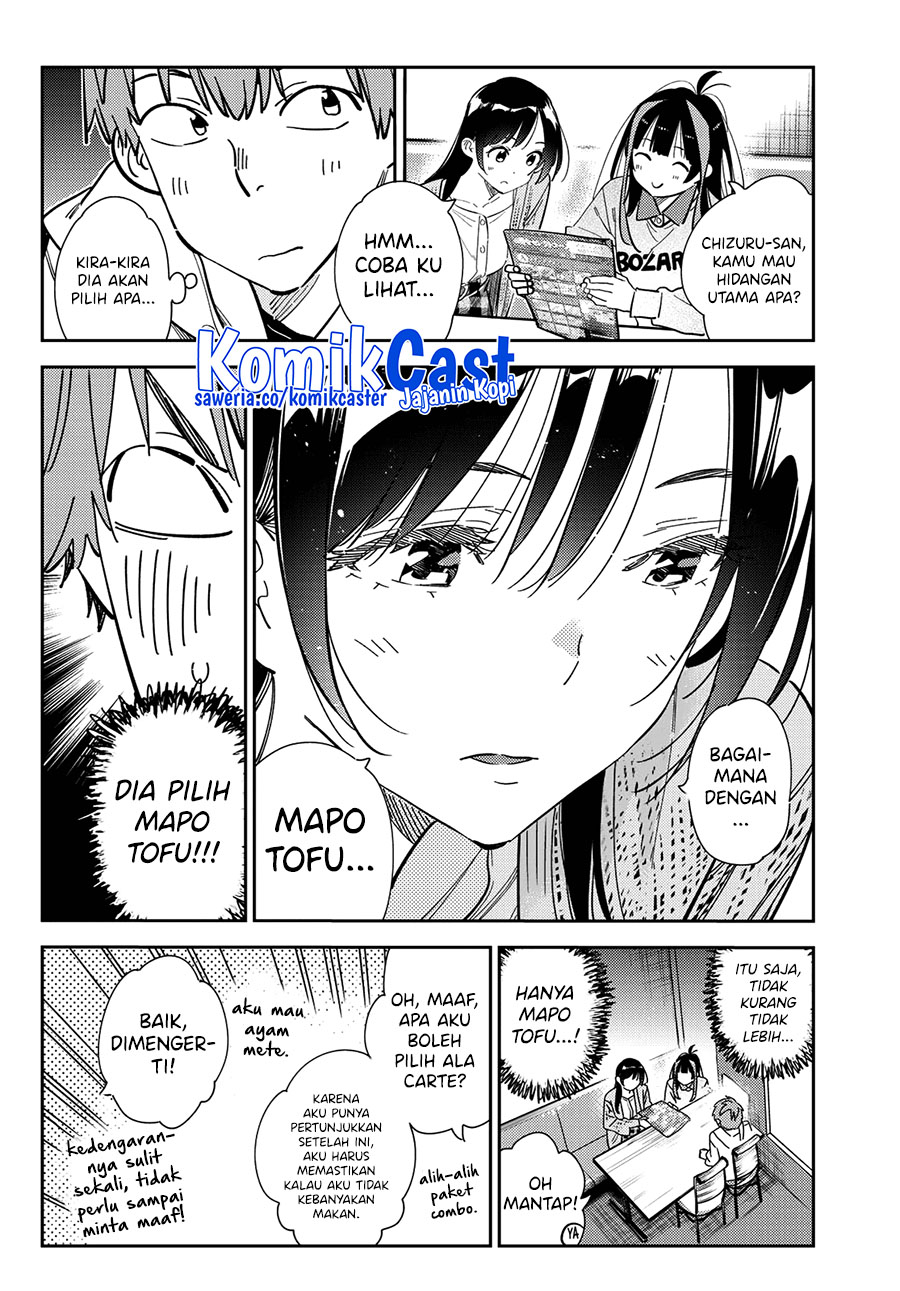 CHIZURU-SAN,
KAMU MAU
HIDANGAN
UTAMA APA?
BOZAR
HMM...
COBA KU
LIHAT...
KIRA-KIRA
DIA AKAN
PILIH APA...
KomikCast
saweria.co/komikcaster
Jajanin Kopi
BAGAI-
MANA
DENGAN
...
MAPO
TOFU...
DIA PILIH
MAPO
TOFU!!!
ITU SAJA,
TIDAK
KURANG
TIDAK
LEBIH...
HANYA
MAPO
TOFU...!
OH
MANTAP!
YA
OH, MAAF,
APA AKU
BOLEH
PILIH ALA
CARTE?
alih-alih
paket
combo.
KARENA
AKU PUNYA
PERTUNJUKKAN
SETELAH INI,
AKU HARUS
MEMASTIKAN
KALAU AKU TIDAK
KEBANYAKAN
MAKAN.
aku mau
ayam
mete.
BAIK,
DIMENGER-
TI!
kedengaran-
nya sulit
sekali, tidak
perlu sampai
minta maaf!